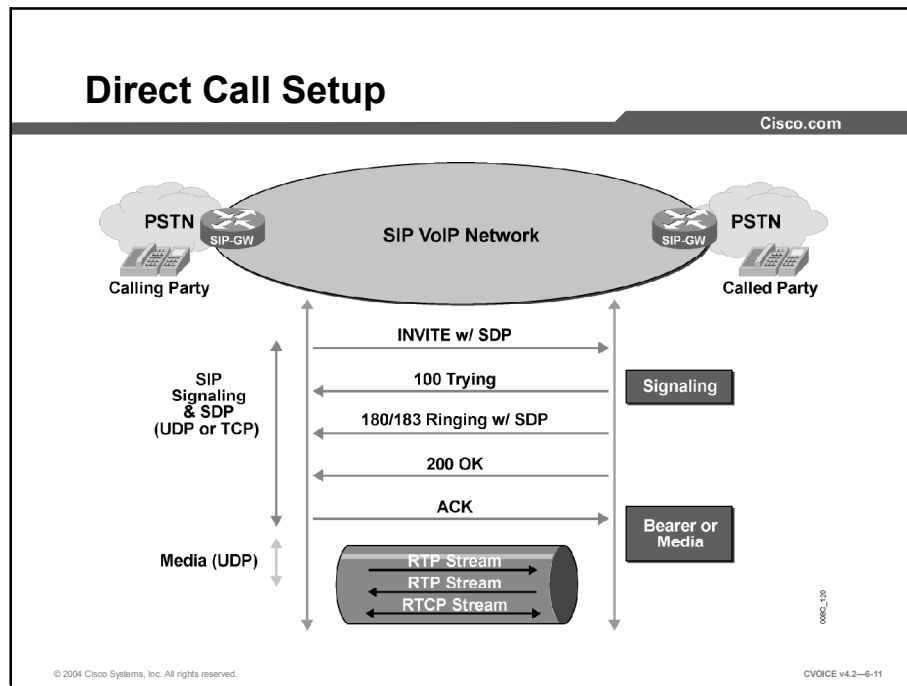 Direct Call Setup
Cisco.com
PSTN
SIP-GW
Calling Party
SIP VoIP Network
SIP-GW
PSTN
Called Party
INVITE w/ SDP
100 Trying
180/183 Ringing w/ SDP
200 OK
ACK
SIP
Signaling
& SDP
(UDP or TCP)
Signaling
Bearer or
Media
Media (UDP)
RTP Stream
RTP Stream
RTCP Stream
© 2004 Cisco Systems, Inc. All rights reserved.
CVOICE v4.2—6-11